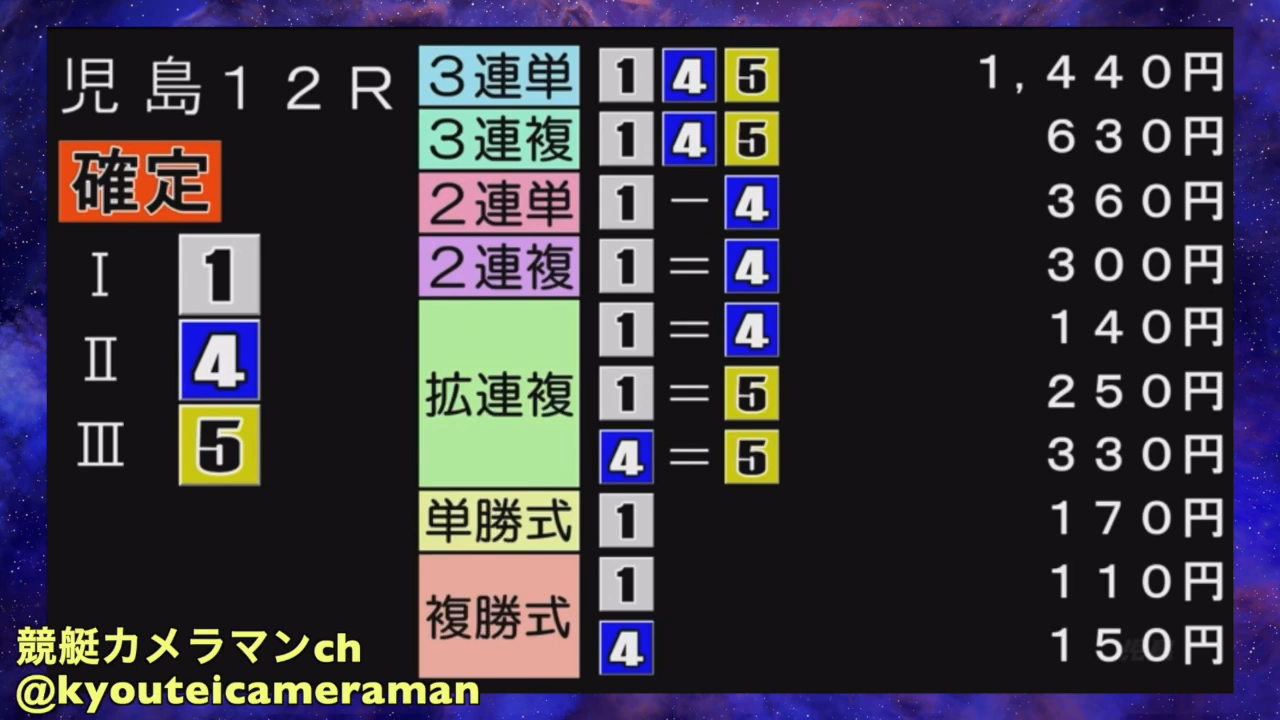 児島12R
確定
Ⅰ 1
Ⅱ 4
Ⅲ 5
3連単 1 4 5 1,440円
3連複 1 4 5 630円
2連単 1－4 360円
2連複 1＝4 300円
拡連複 1＝4 140円
1＝5 250円
4＝5 330円
単勝式 1 170円
複勝式 1 110円
4 150円
競艇カメラマンch
@kyouteicameraman